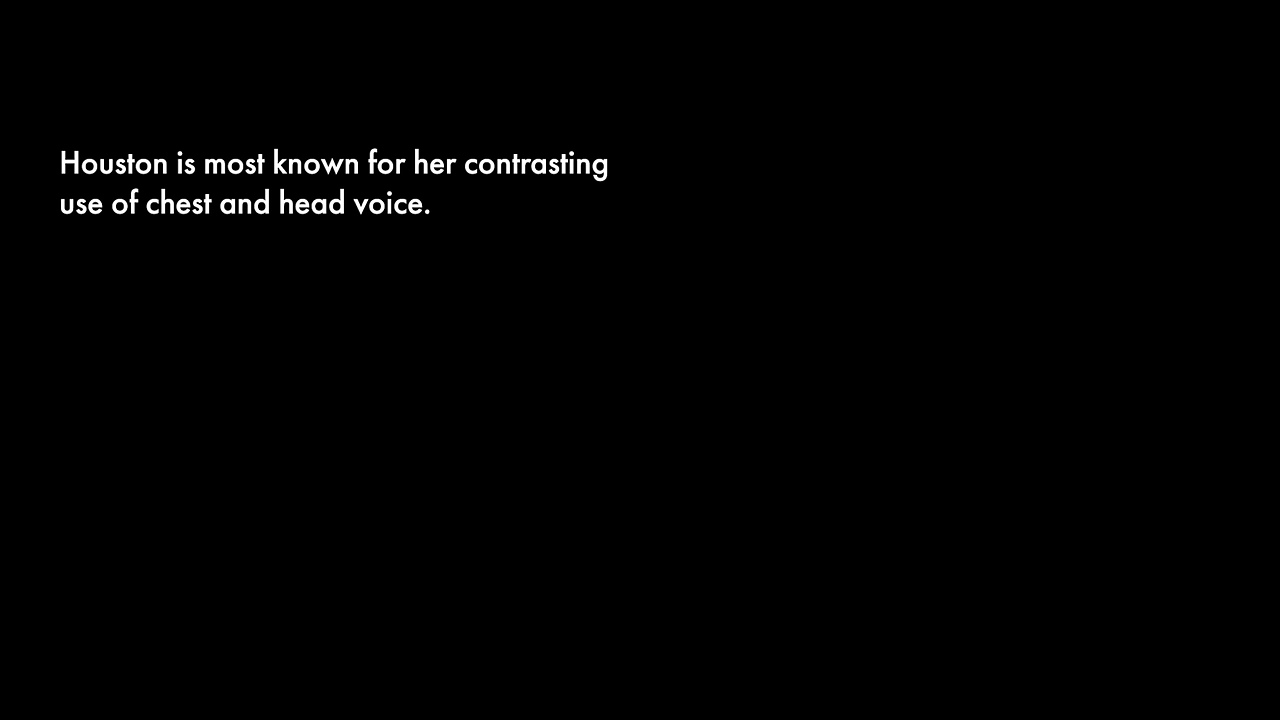 Houston is most known for her contrasting
use of chest and head voice.